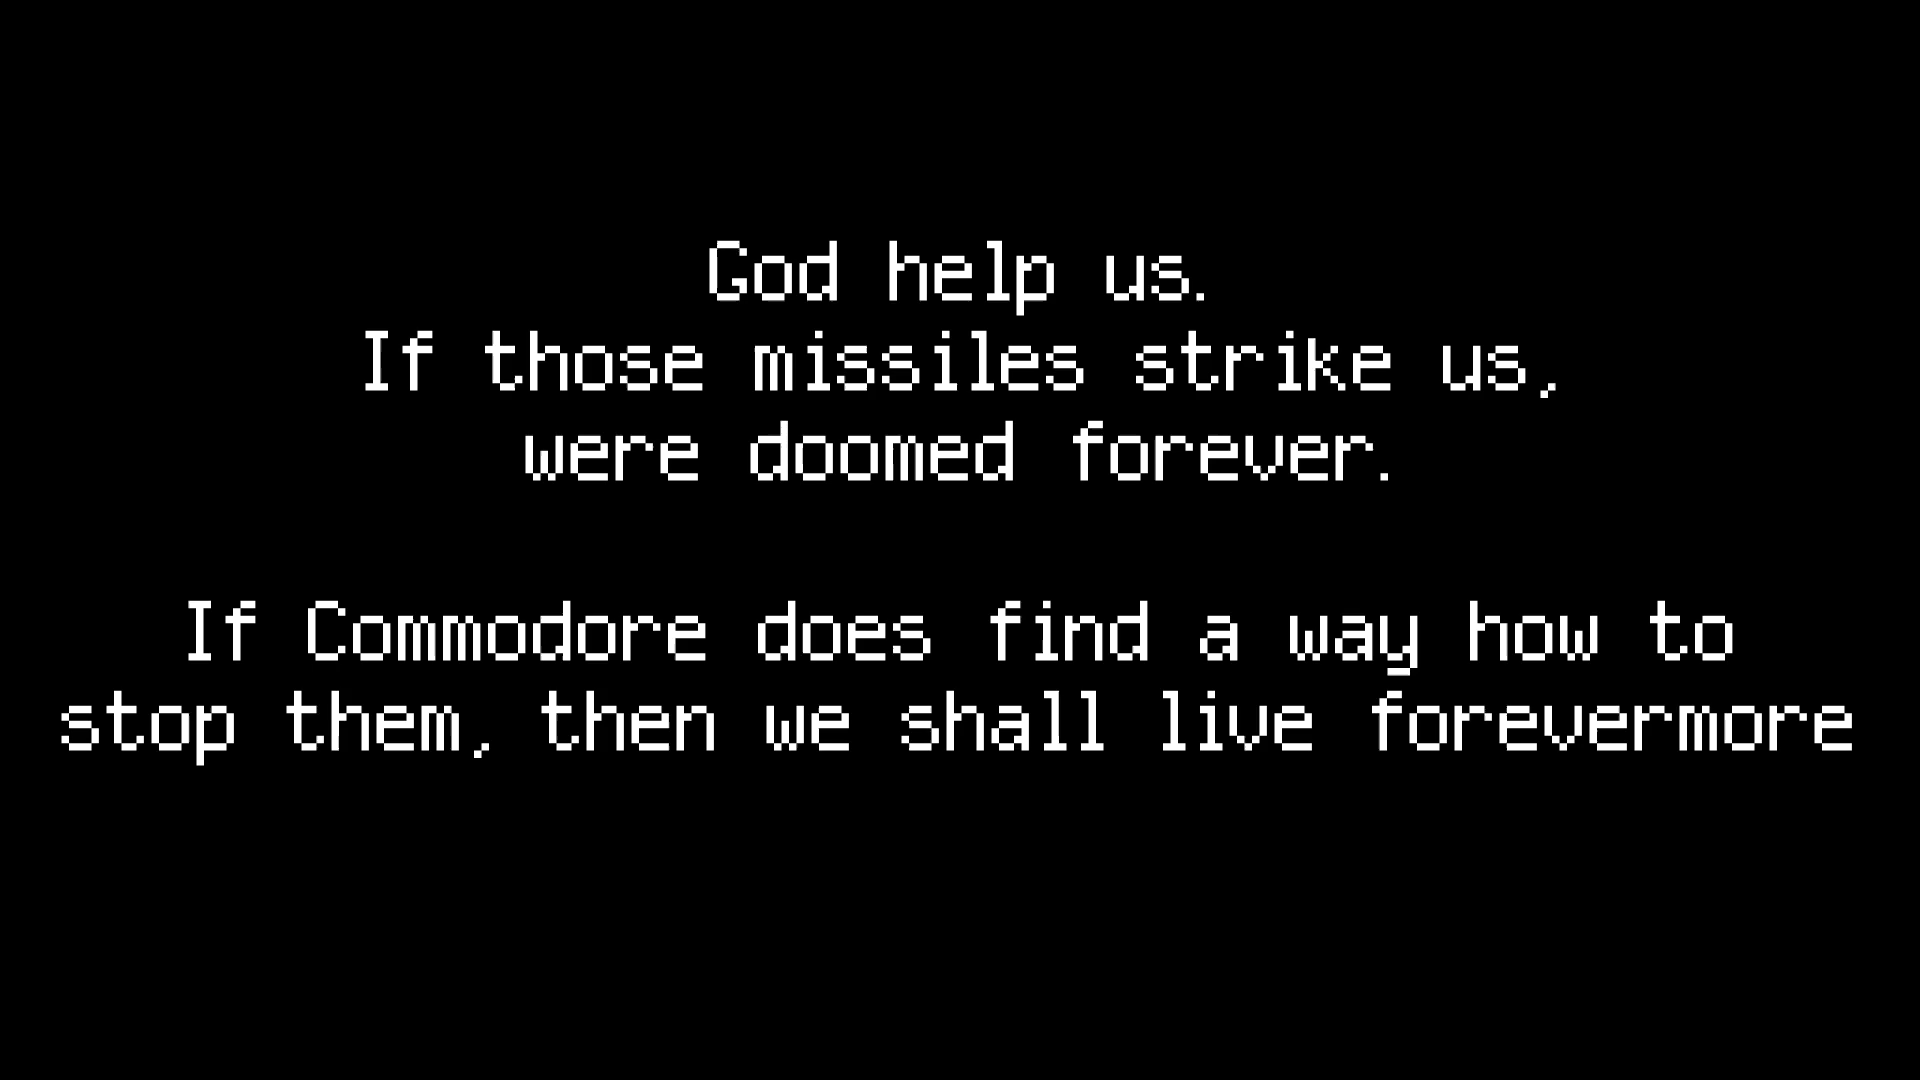 God help us.
If those missiles strike us,
were doomed forever.
If Commodore does find a way how to
stop them, then we shall live forevermore